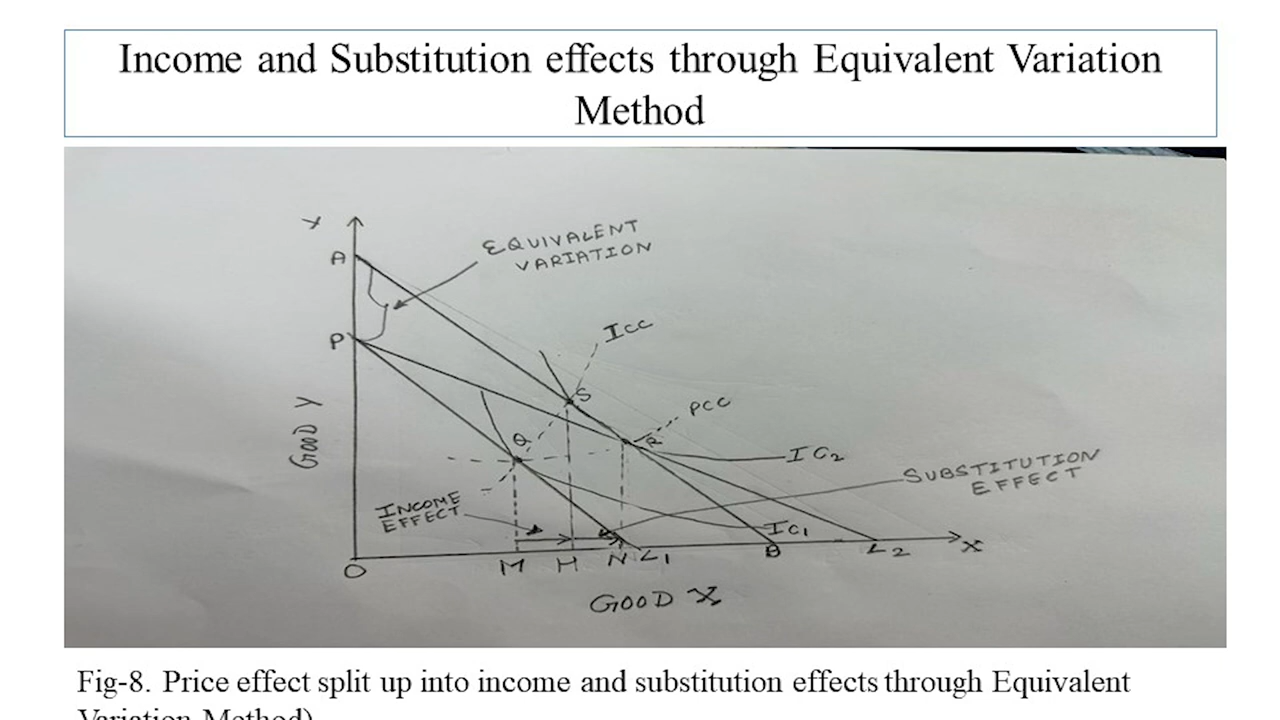 Income and Substitution effects through Equivalent Variation
Method
EQUIVALENT
VARIATION
A
P
ICC
S
PCC
Q
R
GOOD Y
IC2
SUBSTITUTION
EFFECT
INCOME
EFFECT
IC1
O
M H N L1 B L2 X
GOOD X
Fig-8. Price effect split up into income and substitution effects through Equivalent
Variation Method)